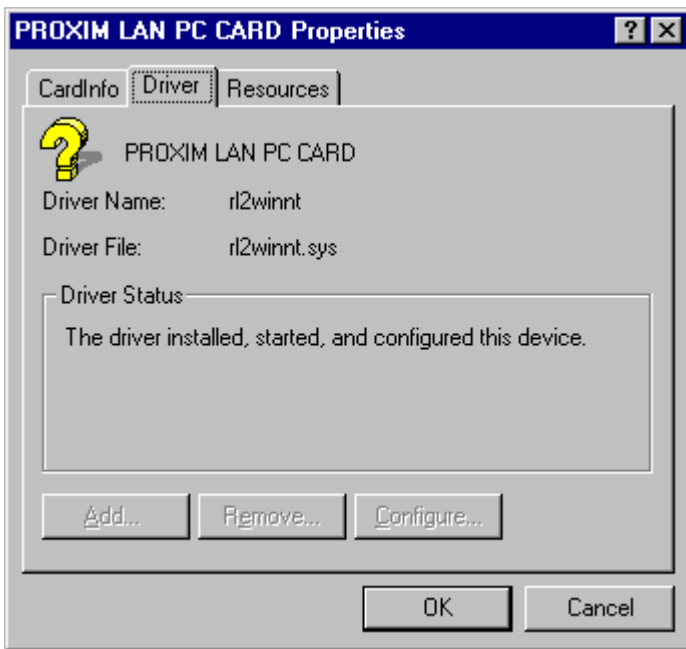 PROXIM LAN PC CARD Properties
CardInfo Driver Resources
PROXIM LAN PC CARD
Driver Name: rl2winnt
Driver File: rl2winnt.sys
Driver Status
The driver installed, started, and configured this device.
Add... Remove... Configure...
OK Cancel